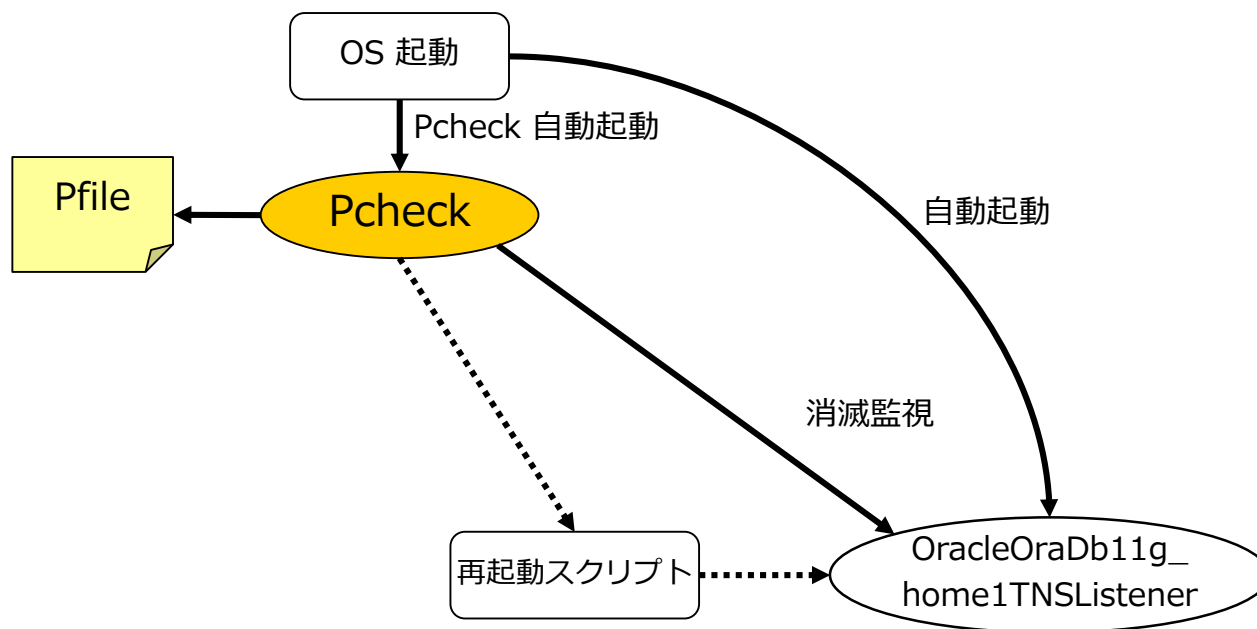 OS 起動
Pcheck 自動起動
Pfile
Pcheck
自動起動
消滅監視
再起動スクリプト
OracleOraDb11g_
home1TNSListener